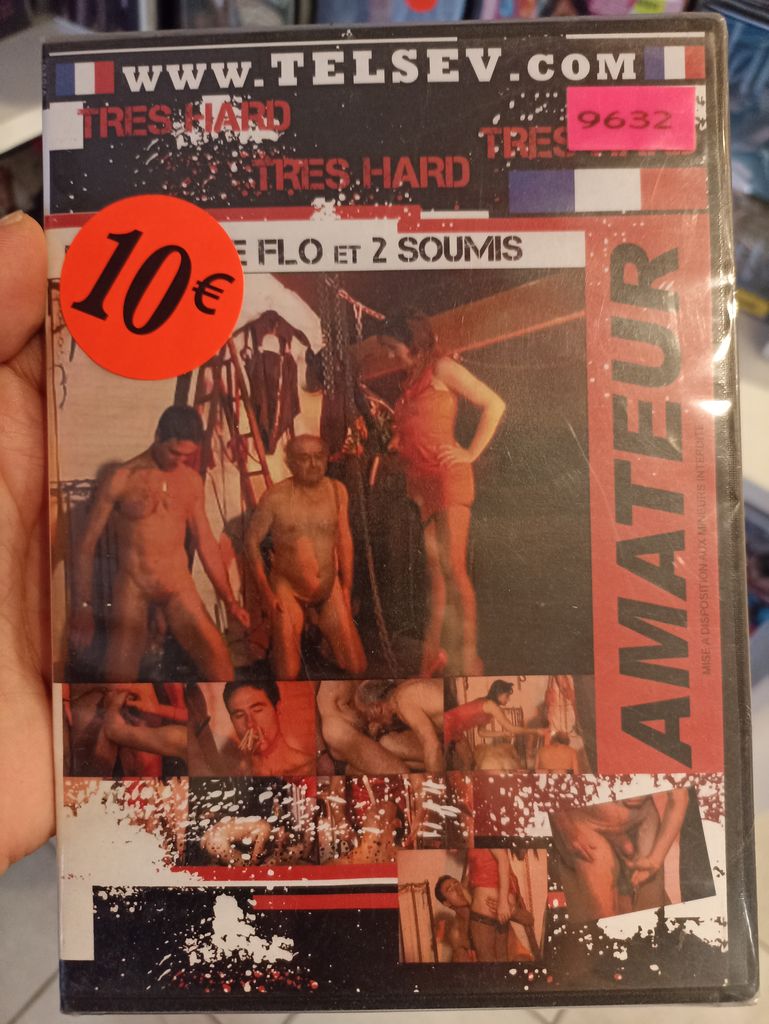 www.TELSEV.com
TRES HARD
TRES HARD
TRES
9632
10€
E FLO ET 2 SOUMIS
AMATEUR
MISE A DISPOSITION AUX MINEURS INTERDITE